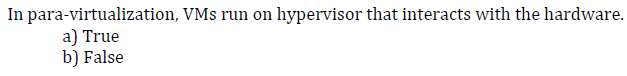 In para-virtualization, VMs run on hypervisor that interacts with the hardware.
a) True
b) False